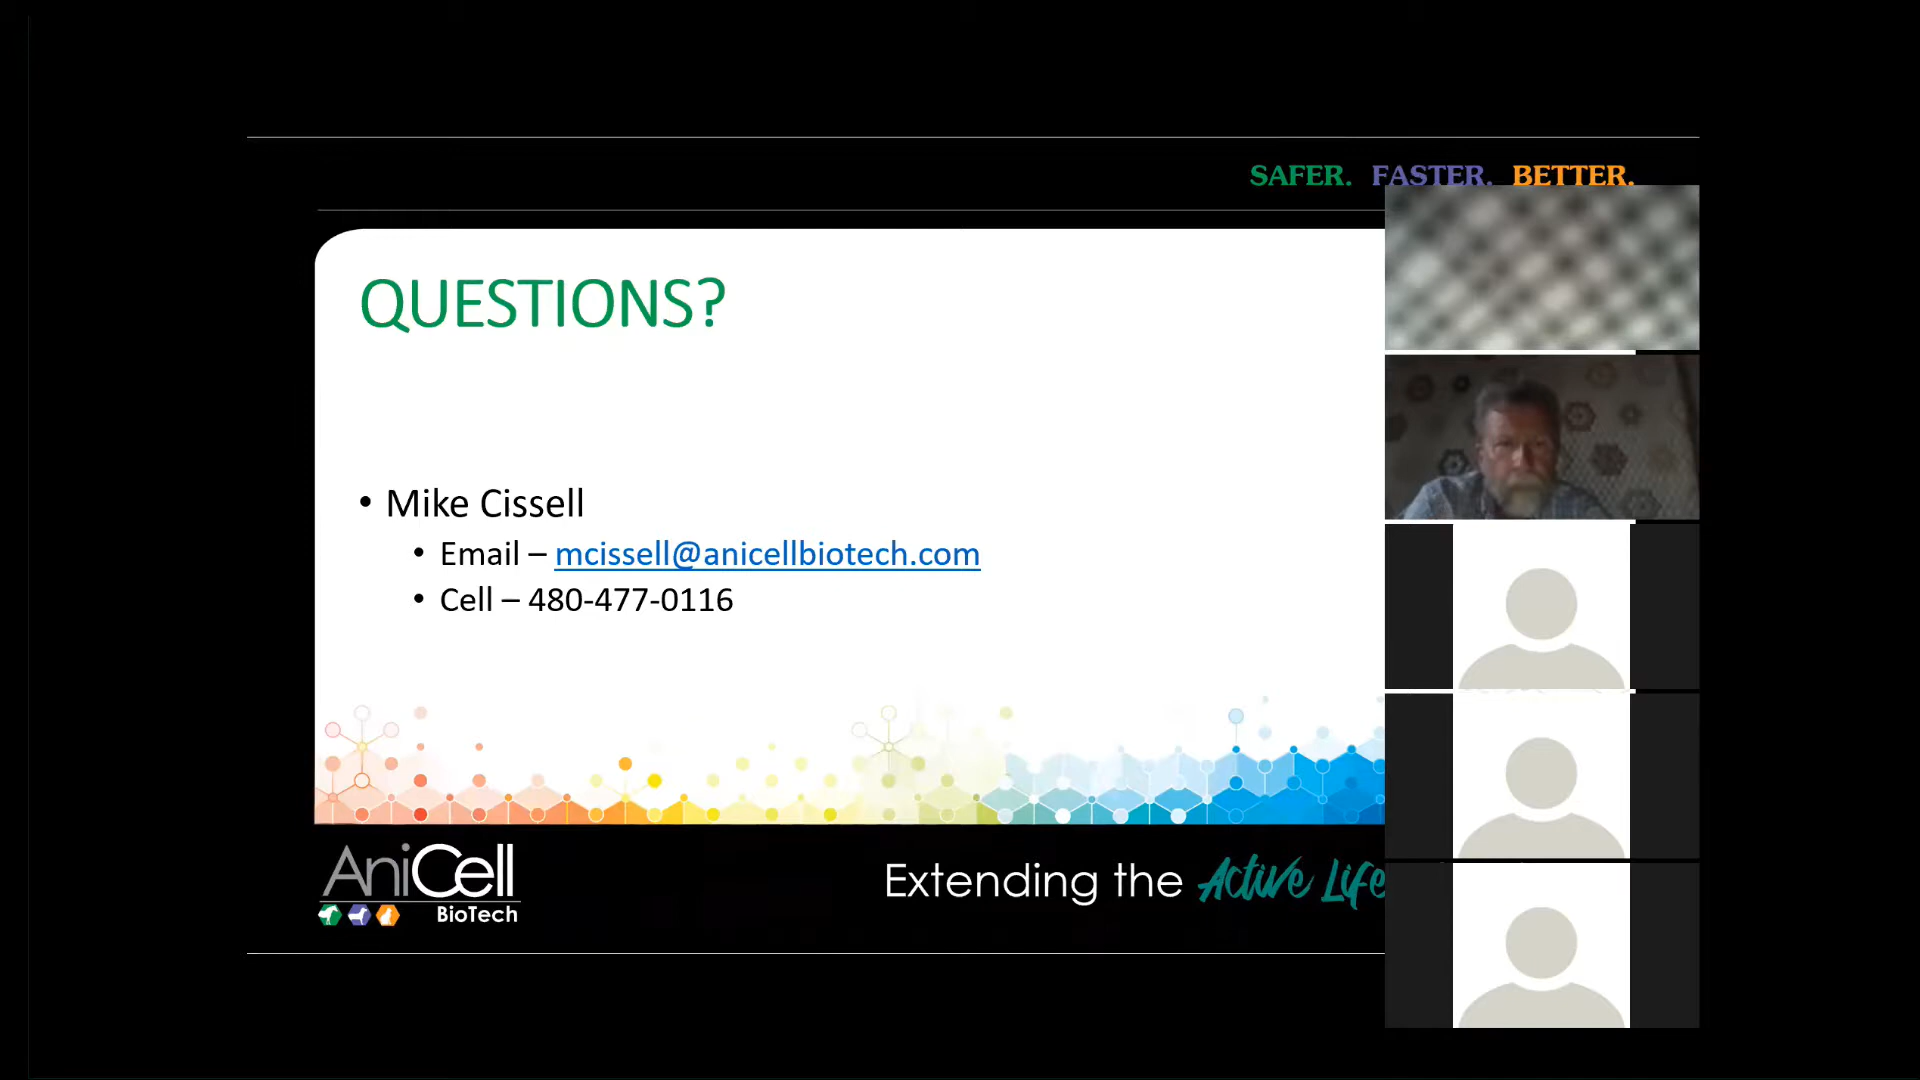 SAFER. FASTER. BETTER.
QUESTIONS?
• Mike Cissell
• Email – mcissell@anicellbiotech.com
• Cell – 480-477-0116
AniCell
BioTech
Extending the Active Life